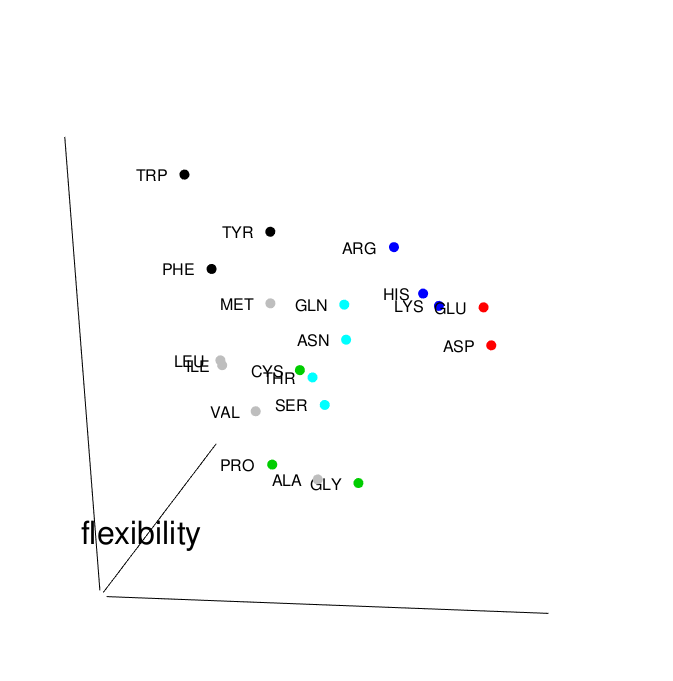 TRP
TYR
ARG
PHE
HIS
MET
GLN
LYS
GLU
ASN
ASP
LEU
ILE
CYS
THR
SER
VAL
PRO
ALA
GLY
flexibility